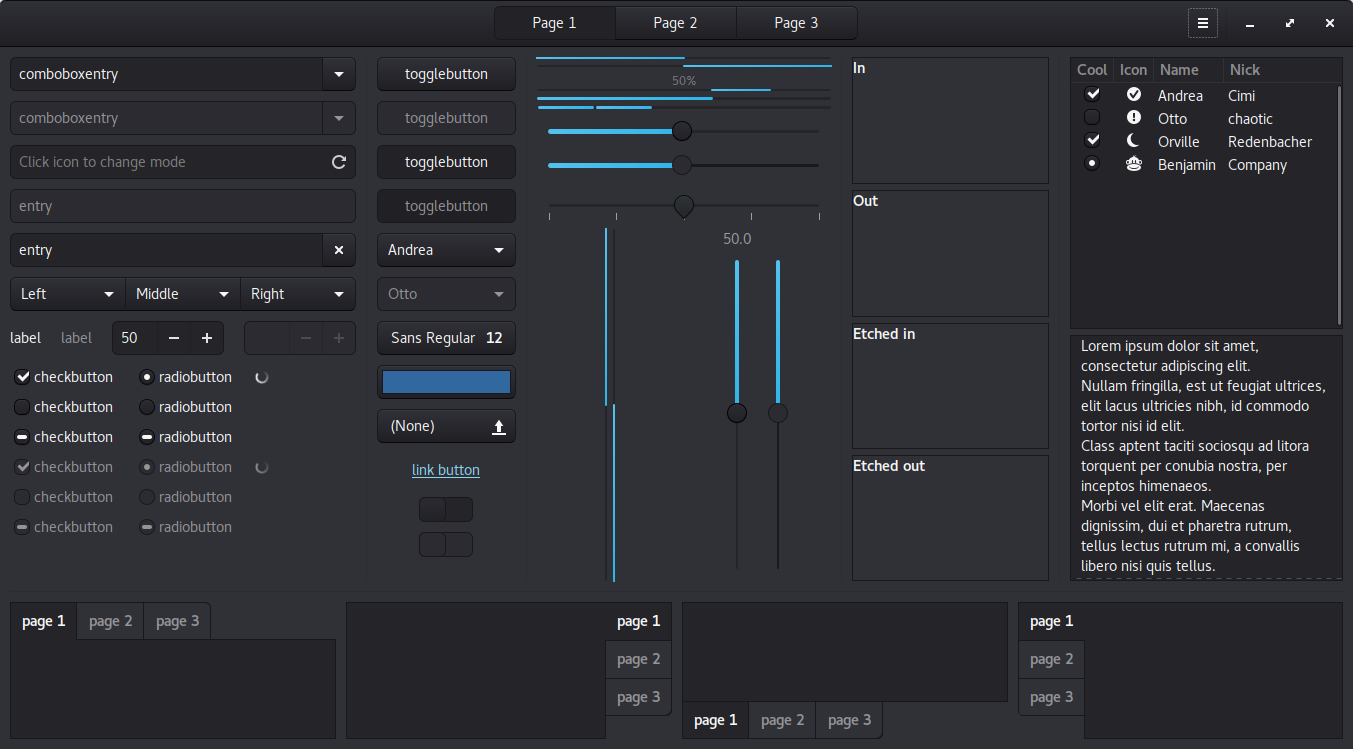 Page 1 Page 2 Page 3
comboboxentry
comboboxentry
Click icon to change mode
entry
entry
Left Middle Right
label label 50
checkbutton radiobutton
checkbutton radiobutton
checkbutton radiobutton
checkbutton radiobutton
checkbutton radiobutton
checkbutton radiobutton
togglebutton
togglebutton
togglebutton
togglebutton
Andrea
Otto
Sans Regular 12
(None)
link button
50%
50.0
In
Out
Etched in
Etched out
Cool Icon Name Nick
Andrea Cimi
Otto chaotic
Orville Redenbacher
Benjamin Company
Lorem ipsum dolor sit amet,
consectetur adipiscing elit.
Nullam fringilla, est ut feugiat ultrices,
elit lacus ultricies nibh, id commodo
tortor nisi id elit.
Class aptent taciti sociosqu ad litora
torquent per conubia nostra, per
inceptos himenaeos.
Morbi vel elit erat. Maecenas
dignissim, dui et pharetra rutrum,
tellus lectus rutrum mi, a convallis
libero nisi quis tellus.
page 1 page 2 page 3
page 1
page 2
page 3
page 1 page 2 page 3
page 1
page 2
page 3